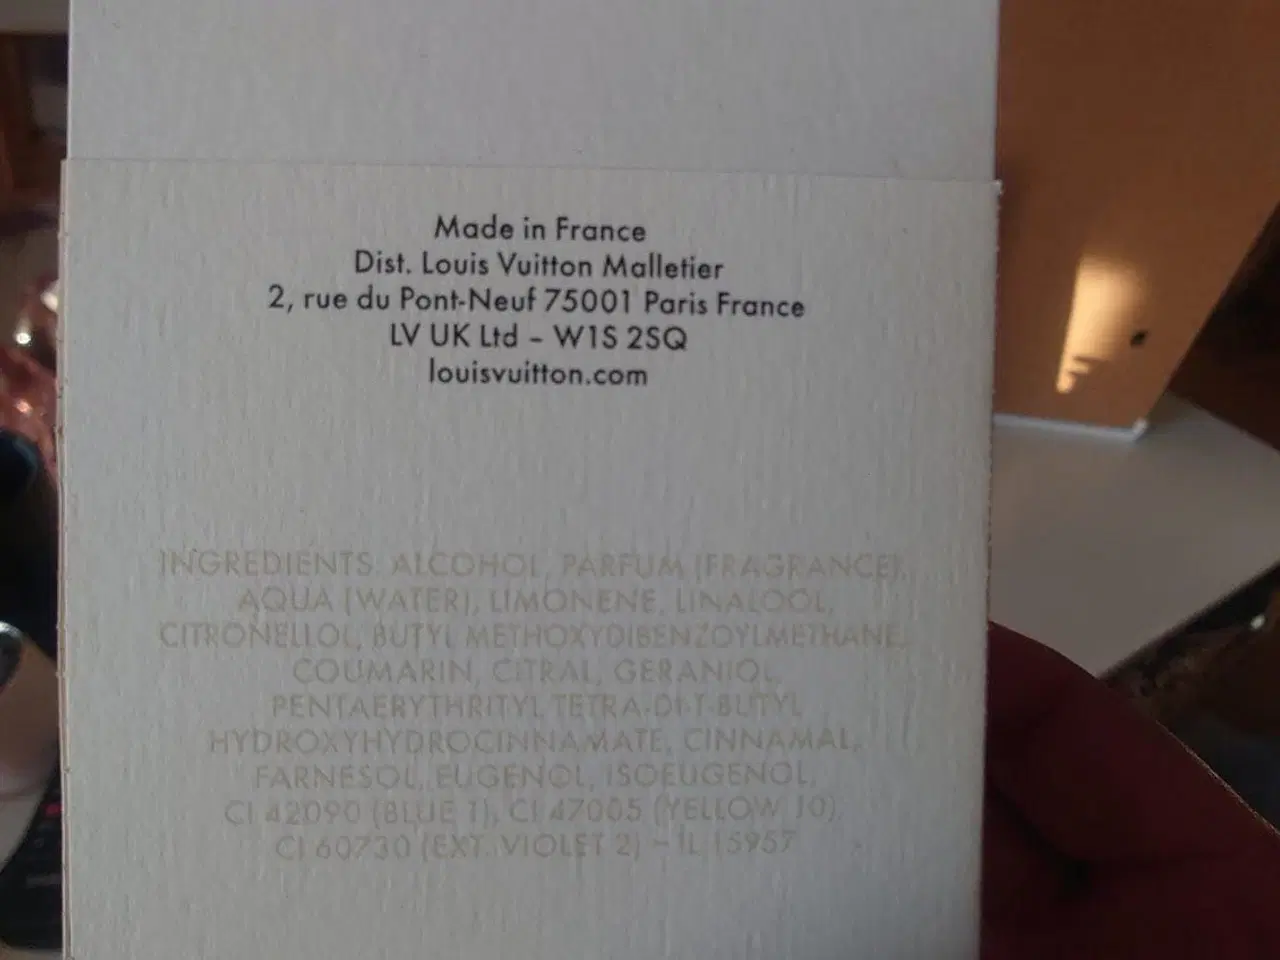 Made in France
Dist. Louis Vuitton Malletier
2, rue du Pont-Neuf 75001 Paris France
LV UK Ltd – W1S 2SQ
louisvuitton.com
INGREDIENTS: ALCOHOL, PARFUM (FRAGRANCE),
AQUA (WATER), LIMONENE, LINALOOL,
CITRONELLOL, BUTYL METHOXYDIBENZOYLMETHANE,
COUMARIN, CITRAL, GERANIOL,
PENTAERYTHRITYL TETRA-DI-T-BUTYL
HYDROXYHYDROCINNAMATE, CINNAMAL,
FARNESOL, EUGENOL, ISOEUGENOL,
CI 42090 (BLUE 1), CI 47005 (YELLOW 10),
CI 60730 (EXT. VIOLET 2) – IL 15957